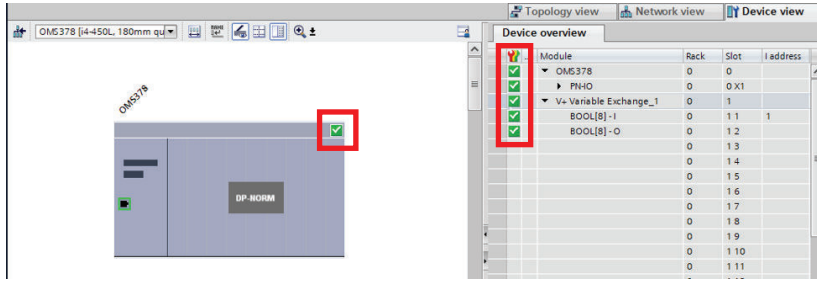 Topology view Network view Device view
OMS378 [i4-450L, 180mm qu
Device overview
... Module Rack Slot I address
OMS378 0 0
PN-IO 0 0 X1
V+ Variable Exchange_1 0 1
BOOL[8] - I 0 1 1 1
BOOL[8] - O 0 1 2
0 1 3
0 1 4
0 1 5
0 1 6
0 1 7
0 1 8
0 1 9
0 1 10
0 1 11
OMS378
DP-NORM